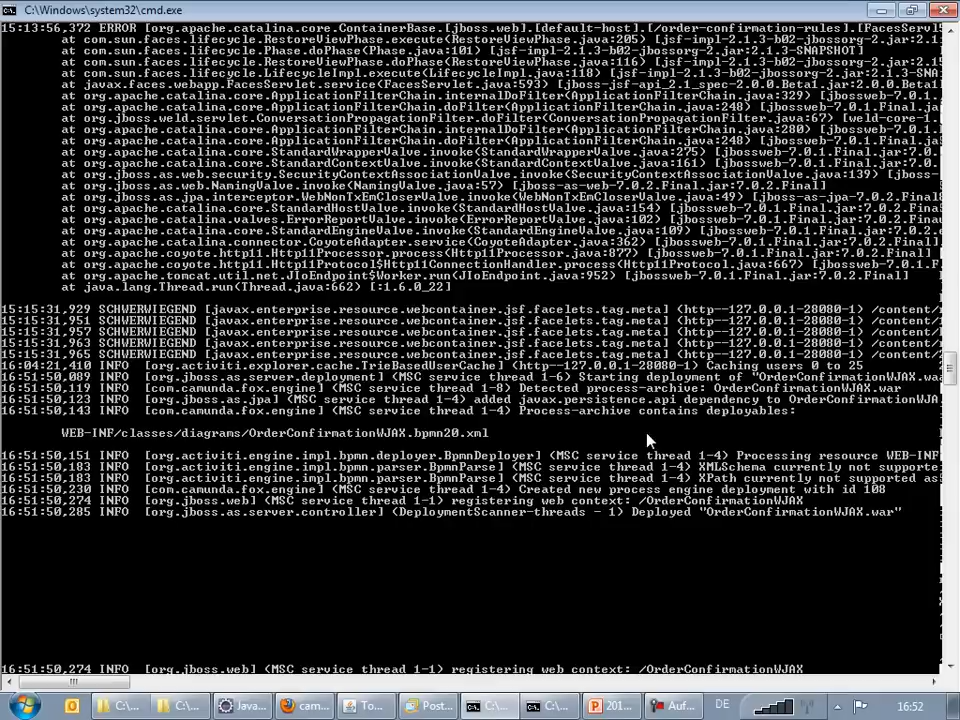 C:\Windows\system32\cmd.exe
15:13:56,372 ERROR [org.apache.catalina.core.ContainerBase.[jboss.web].[default-host].[/order-confirmation-rules].[FacesServl
at com.sun.faces.lifecycle.RestoreViewPhase.execute(RestoreViewPhase.java:205) [jsf-impl-2.1.3-b02-jbossorg-2.jar:2.1
at com.sun.faces.lifecycle.Phase.doPhase(Phase.java:101) [jsf-impl-2.1.3-b02-jbossorg-2.jar:2.1.3-SNAPSHOT]
at com.sun.faces.lifecycle.RestoreViewPhase.doPhase(RestoreViewPhase.java:116) [jsf-impl-2.1.3-b02-jbossorg-2.jar:2.1
at com.sun.faces.lifecycle.LifecycleImpl.execute(LifecycleImpl.java:118) [jsf-impl-2.1.3-b02-jbossorg-2.jar:2.1.3-SNA
at javax.faces.webapp.FacesServlet.service(FacesServlet.java:593) [jboss-jsf-api_2.1_spec-2.0.0.Beta1.jar:2.0.0.Beta1
at org.apache.catalina.core.ApplicationFilterChain.internalDoFilter(ApplicationFilterChain.java:329) [jbossweb-7.0.1.
at org.apache.catalina.core.ApplicationFilterChain.doFilter(ApplicationFilterChain.java:248) [jbossweb-7.0.1.Final.ja
at org.jboss.weld.servlet.ConversationPropagationFilter.doFilter(ConversationPropagationFilter.java:67) [weld-core-1.
at org.apache.catalina.core.ApplicationFilterChain.internalDoFilter(ApplicationFilterChain.java:280) [jbossweb-7.0.1.
at org.apache.catalina.core.ApplicationFilterChain.doFilter(ApplicationFilterChain.java:248) [jbossweb-7.0.1.Final.ja
at org.apache.catalina.core.StandardWrapperValve.invoke(StandardWrapperValve.java:275) [jbossweb-7.0.1.Final.jar:7.0.
at org.apache.catalina.core.StandardContextValve.invoke(StandardContextValve.java:161) [jbossweb-7.0.1.Final.jar:7.0.
at org.jboss.as.web.security.SecurityContextAssociationValve.invoke(SecurityContextAssociationValve.java:139) [jboss-
at org.jboss.as.web.NamingValve.invoke(NamingValve.java:57) [jboss-as-web-7.0.2.Final.jar:7.0.2.Final]
at org.jboss.as.jpa.interceptor.WebNonTxEmCloserValve.invoke(WebNonTxEmCloserValve.java:49) [jboss-as-jpa-7.0.2.Final
at org.apache.catalina.core.StandardHostValve.invoke(StandardHostValve.java:154) [jbossweb-7.0.1.Final.jar:7.0.2.Fina
at org.apache.catalina.valves.ErrorReportValve.invoke(ErrorReportValve.java:102) [jbossweb-7.0.1.Final.jar:7.0.2.Fina
at org.apache.catalina.core.StandardEngineValve.invoke(StandardEngineValve.java:109) [jbossweb-7.0.1.Final.jar:7.0.2.
at org.apache.catalina.connector.CoyoteAdapter.service(CoyoteAdapter.java:362) [jbossweb-7.0.1.Final.jar:7.0.2.Final]
at org.apache.coyote.http11.Http11Processor.process(Http11Processor.java:877) [jbossweb-7.0.1.Final.jar:7.0.2.Final]
at org.apache.coyote.http11.Http11Protocol$Http11ConnectionHandler.process(Http11Protocol.java:667) [jbossweb-7.0.1.F
at org.apache.tomcat.util.net.JIoEndpoint$Worker.run(JIoEndpoint.java:952) [jbossweb-7.0.1.Final.jar:7.0.2.Final]
at java.lang.Thread.run(Thread.java:662) [:1.6.0_22]
15:15:31,929 SCHWERWIEGEND [javax.enterprise.resource.webcontainer.jsf.facelets.tag.meta] (http--127.0.0.1-28080-1) /content/
15:15:31,951 SCHWERWIEGEND [javax.enterprise.resource.webcontainer.jsf.facelets.tag.meta] (http--127.0.0.1-28080-1) /content/
15:15:31,957 SCHWERWIEGEND [javax.enterprise.resource.webcontainer.jsf.facelets.tag.meta] (http--127.0.0.1-28080-1) /content/
15:15:31,963 SCHWERWIEGEND [javax.enterprise.resource.webcontainer.jsf.facelets.tag.meta] (http--127.0.0.1-28080-1) /content/
15:15:31,965 SCHWERWIEGEND [javax.enterprise.resource.webcontainer.jsf.facelets.tag.meta] (http--127.0.0.1-28080-1) /content/
16:04:21,410 INFO [org.activiti.explorer.cache.TrieBasedUserCache] (http--127.0.0.1-28080-1) Caching users 0 to 25
16:51:50,089 INFO [org.jboss.as.server.deployment] (MSC service thread 1-6) Starting deployment of "OrderConfirmationWJAX.wa
16:51:50,119 INFO [com.camunda.fox.engine] (MSC service thread 1-8) Detected process-archive: OrderConfirmationWJAX.war
16:51:50,123 INFO [org.jboss.as.jpa] (MSC service thread 1-4) added javax.persistence.api dependency to OrderConfirmationWJA
16:51:50,143 INFO [com.camunda.fox.engine] (MSC service thread 1-4) Process-archive contains deployables:
WEB-INF/classes/diagrams/OrderConfirmationWJAX.bpmn20.xml
16:51:50,151 INFO [org.activiti.engine.impl.bpmn.deployer.BpmnDeployer] (MSC service thread 1-4) Processing resource WEB-INF
16:51:50,183 INFO [org.activiti.engine.impl.bpmn.parser.BpmnParse] (MSC service thread 1-4) XMLSchema currently not supporte
16:51:50,183 INFO [org.activiti.engine.impl.bpmn.parser.BpmnParse] (MSC service thread 1-4) XPath currently not supported as
16:51:50,230 INFO [com.camunda.fox.engine] (MSC service thread 1-4) Created new process engine deployment with id 108
16:51:50,274 INFO [org.jboss.web] (MSC service thread 1-1) registering web context: /OrderConfirmationWJAX
16:51:50,285 INFO [org.jboss.as.server.controller] (DeploymentScanner-threads - 1) Deployed "OrderConfirmationWJAX.war"
16:51:50,274 INFO [org.jboss.web] (MSC service thread 1-1) registering web context: /OrderConfirmationWJAX
C:\... C:\... Java... cam... To... Post... C:\... C:\... 201... Auf... DE 16:52